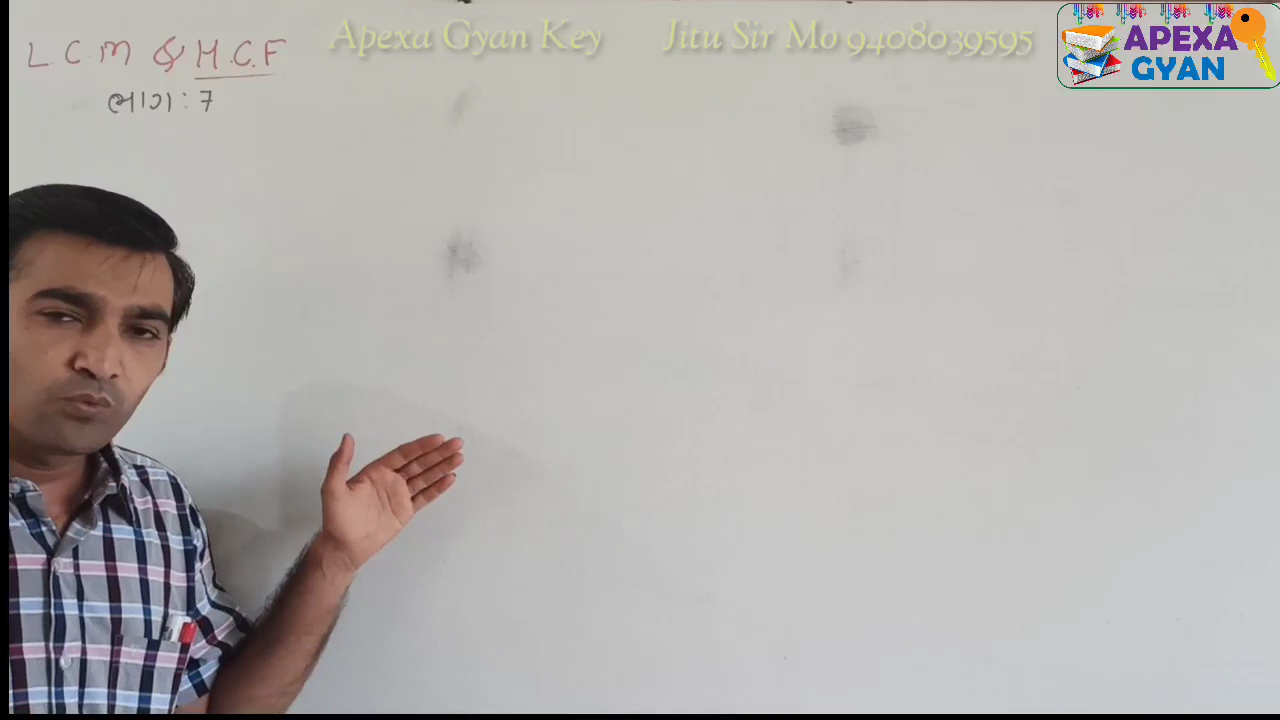 L.C.M & H.C.F
ભાગ : 7
Apexa Gyan Key Jitu Sir Mo 9408039595
APEXA
GYAN